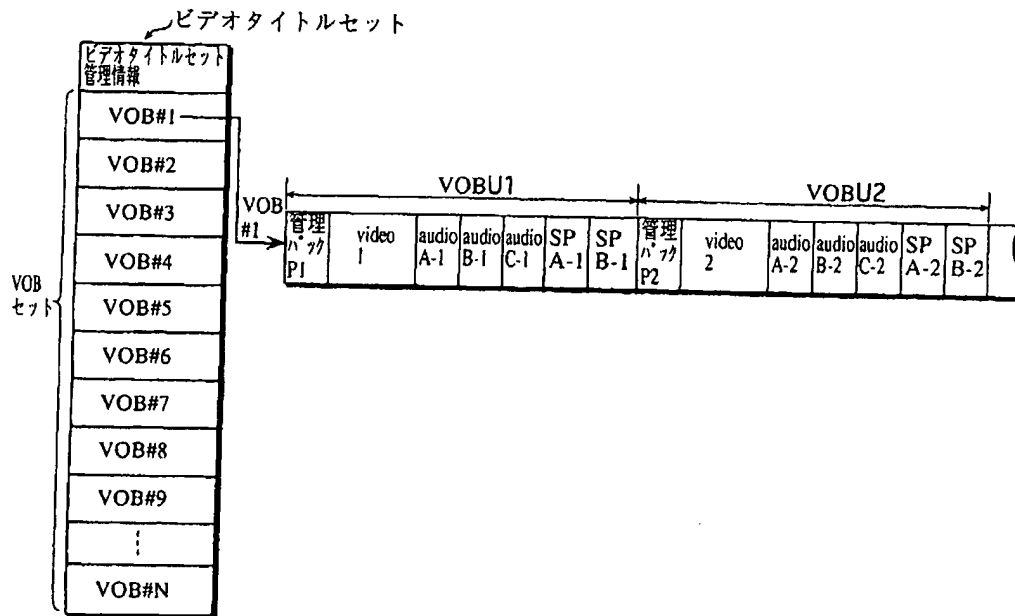 ビデオタイトルセット
ビデオタイトルセット
管理情報
VOB#1
VOB#2
VOB#3
VOB#4
VOB#5
VOB#6
VOB#7
VOB#8
VOB#9
VOB#N
VOB
セット
VOB
#1
VOBU1
VOBU2
管理
パック
P1
video
1
audio
A-1
audio
B-1
audio
C-1
SP
A-1
SP
B-1
管理
パック
P2
video
2
audio
A-2
audio
B-2
audio
C-2
SP
A-2
SP
B-2